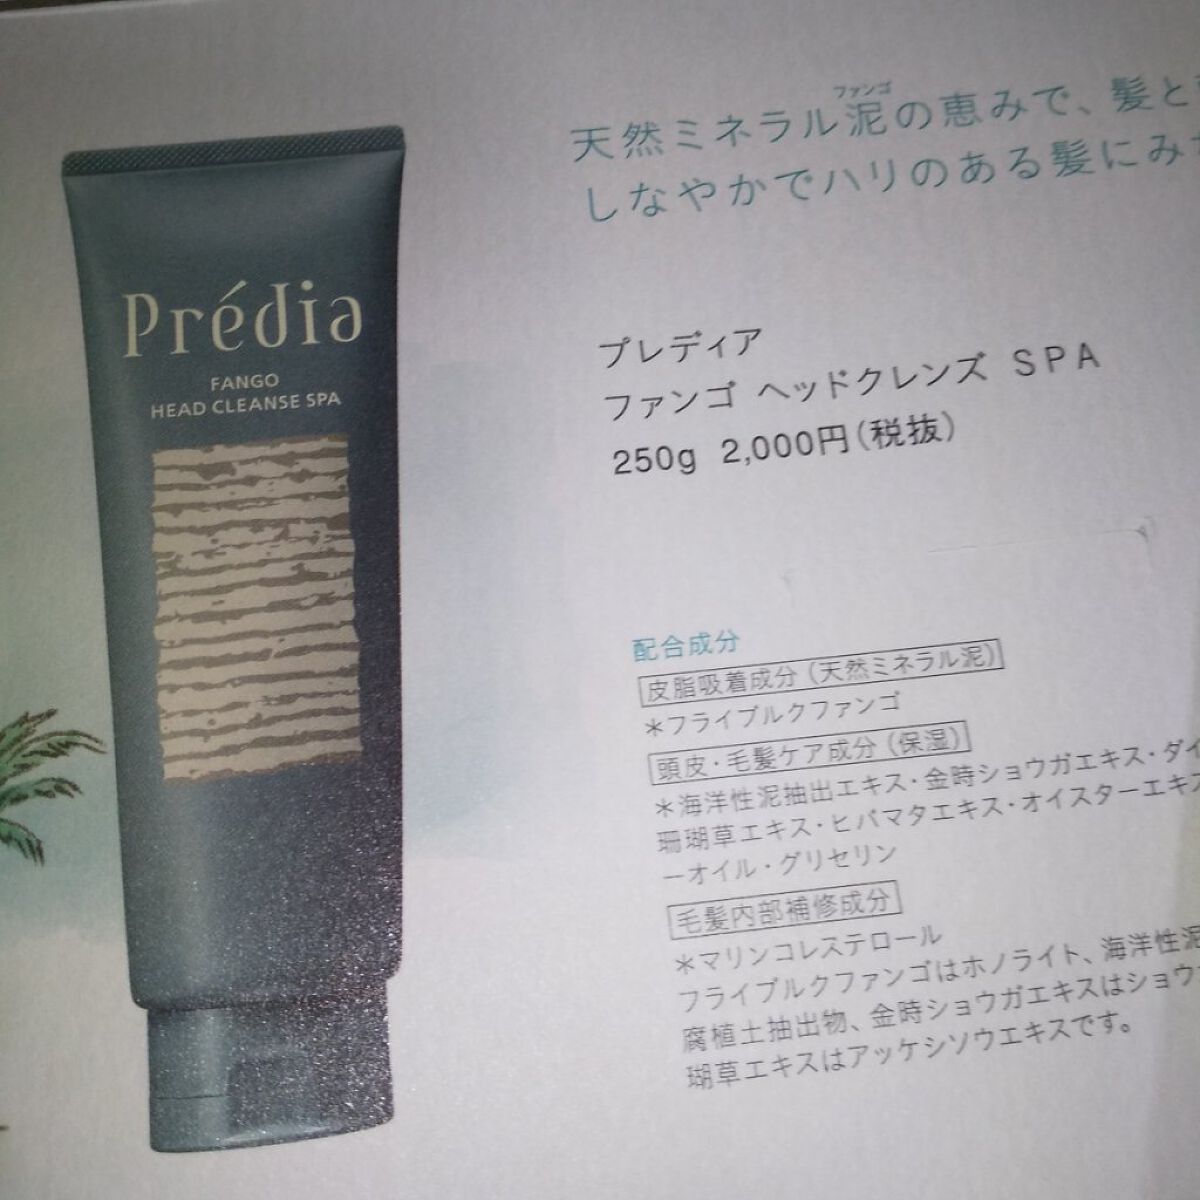 Prédia
FANGO
HEAD CLEANSE SPA
ファンゴ
天然ミネラル泥の恵みで、髪と
しなやかでハリのある髪にみ
プレディア
ファンゴ ヘッドクレンズ SPA
250g 2,000円(税抜)
配合成分
皮脂吸着成分(天然ミネラル泥)
*フライブルクファンゴ
頭皮・毛髪ケア成分(保湿)
*海洋性泥抽出エキス・金時ショウガエキス・ダイ
珊瑚草エキス・ヒバマタエキス・オイスターエキ
ーオイル・グリセリン
毛髪内部補修成分
*マリンコレステロール
フライブルクファンゴはホノライト、海洋性泥
腐植土抽出物、金時ショウガエキスはショウ
瑚草エキスはアッケシソウエキスです。